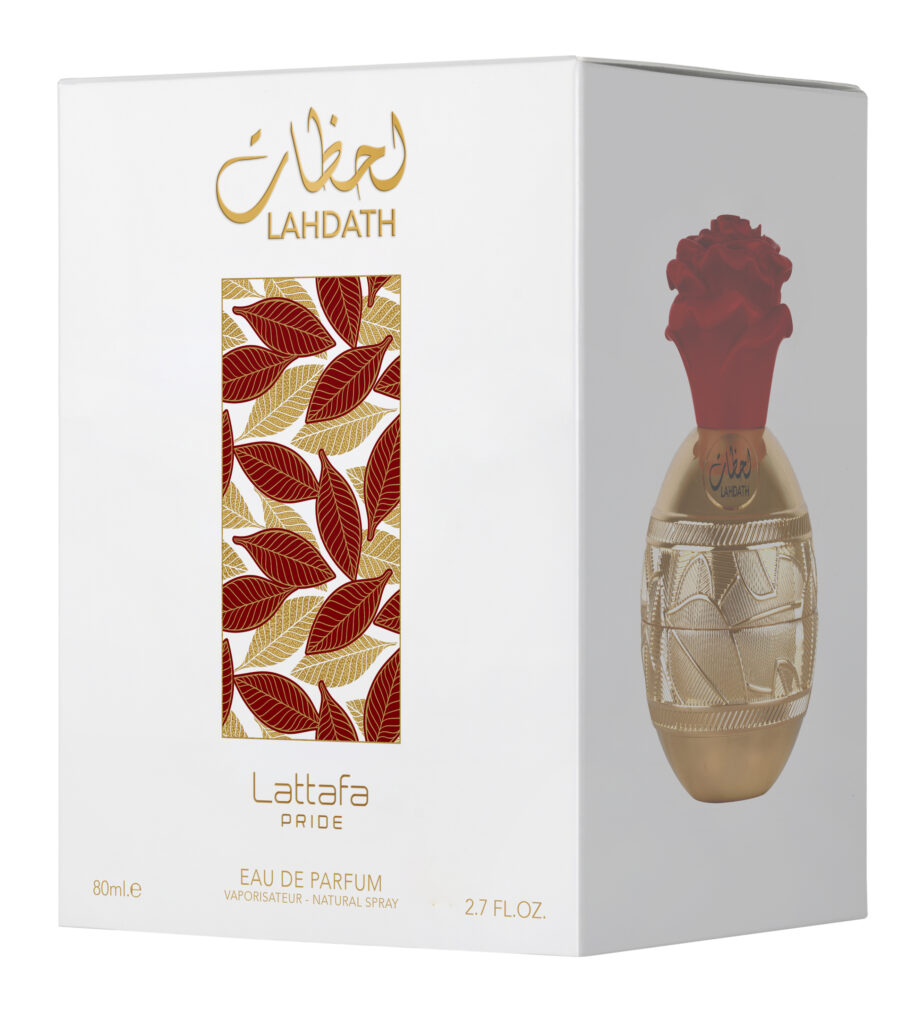 لحظات
LAHDATH
Lattafa
PRIDE
EAU DE PARFUM
VAPORISATEUR - NATURAL SPRAY
80ml.e
2.7 FL.OZ.
لحظات
LAHDATH